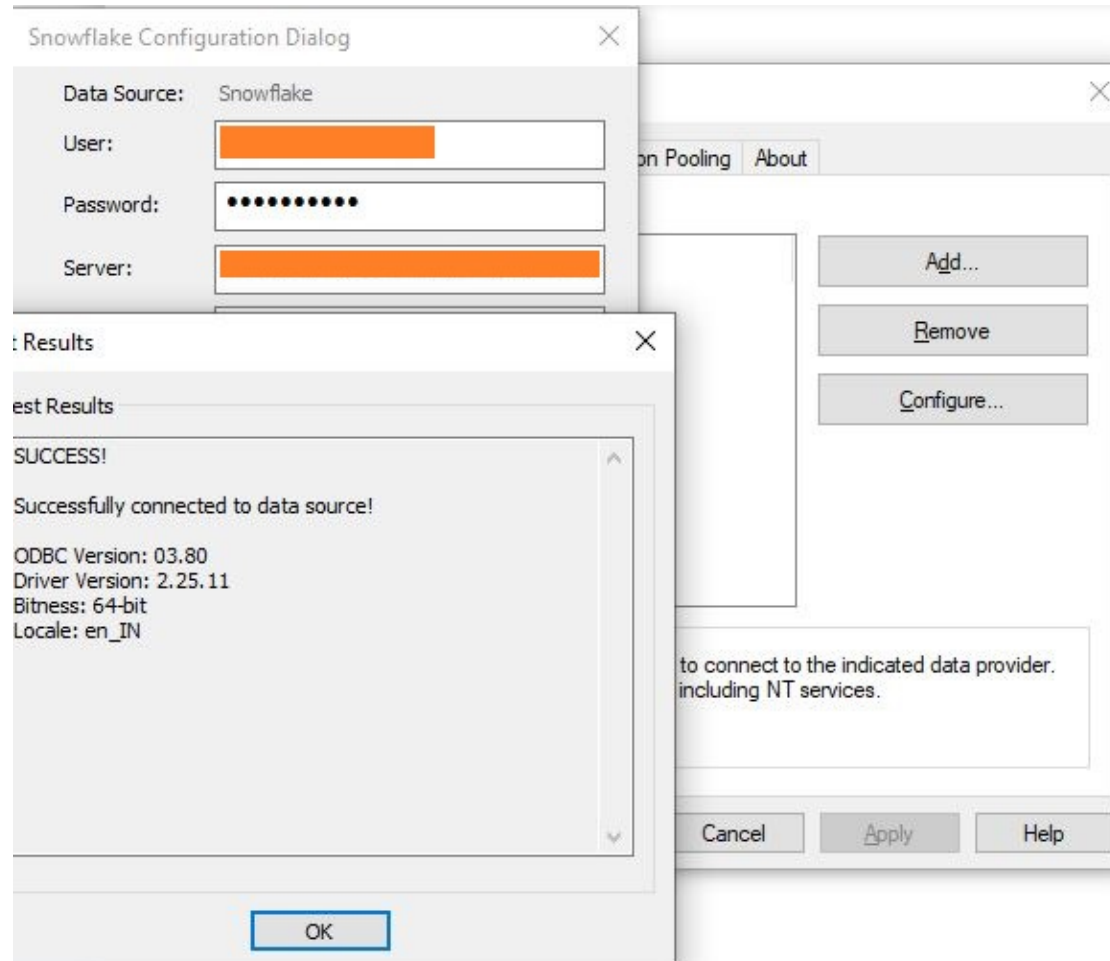 Snowflake Configuration Dialog
Data Source: Snowflake
User:
Password: ••••••••••
Server:
on Pooling About
Add...
Remove
Configure...
to connect to the indicated data provider.
including NT services.
Cancel Apply Help
t Results
est Results
SUCCESS!
Successfully connected to data source!
ODBC Version: 03.80
Driver Version: 2.25.11
Bitness: 64-bit
Locale: en_IN
OK